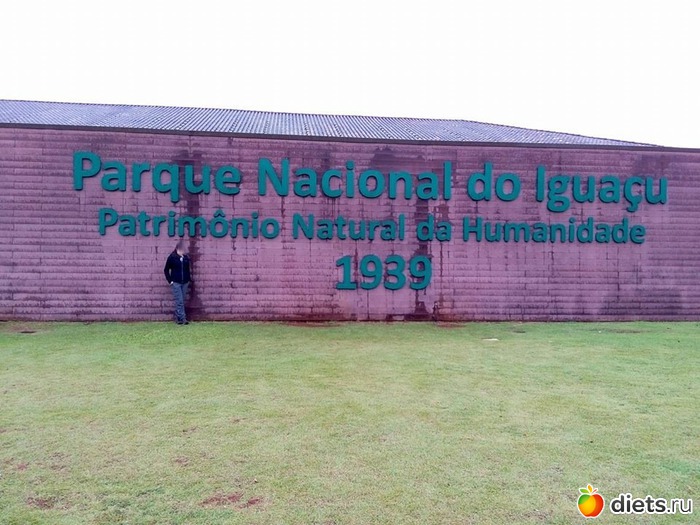 Parque Nacional do Iguaçu
Patrimônio Natural da Humanidade
1939
diets.ru